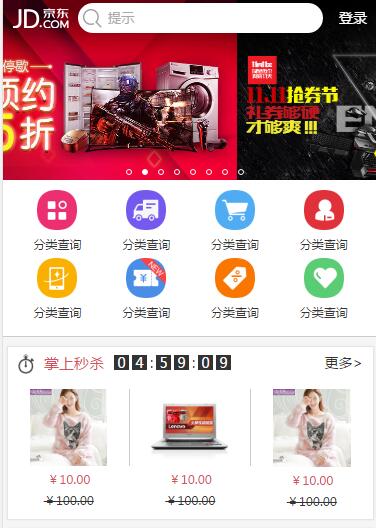 JD 京东 .COM
提示
登录
停歇
预约
5折
11.11抢券节
礼券够硬
才够爽!!!
EN
分类查询 分类查询 分类查询 分类查询
NEW
分类查询 分类查询 分类查询 分类查询
掌上秒杀 04:59:09 更多>
Lenovo
￥10.00 ￥10.00 ￥10.00
￥100.00 ￥100.00 ￥100.00